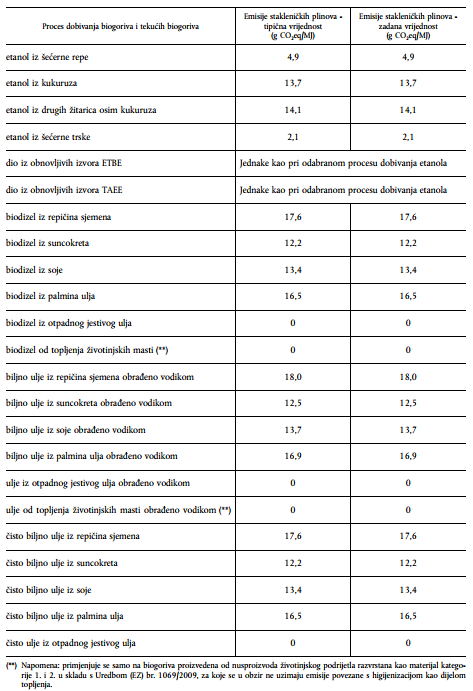 Proces dobivanja biogoriva i tekućih biogoriva
Emisije stakleničkih plinova -
tipična vrijednost
(g CO₂eq/MJ)
Emisije stakleničkih plinova -
zadana vrijednost
(g CO₂eq/MJ)
etanol iz šećerne repe 4,9 4,9
etanol iz kukuruza 13,7 13,7
etanol iz drugih žitarica osim kukuruza 14,1 14,1
etanol iz šećerne trske 2,1 2,1
dio iz obnovljivih izvora ETBE Jednake kao pri odabranom procesu dobivanja etanola
dio iz obnovljivih izvora TAEE Jednake kao pri odabranom procesu dobivanja etanola
biodizel iz repičina sjemena 17,6 17,6
biodizel iz suncokreta 12,2 12,2
biodizel iz soje 13,4 13,4
biodizel iz palmina ulja 16,5 16,5
biodizel iz otpadnog jestivog ulja 0 0
biodizel od topljenja životinjskih masti (**) 0 0
biljno ulje iz repičina sjemena obrađeno vodikom 18,0 18,0
biljno ulje iz suncokreta obrađeno vodikom 12,5 12,5
biljno ulje iz soje obrađeno vodikom 13,7 13,7
biljno ulje iz palmina ulja obrađeno vodikom 16,9 16,9
ulje iz otpadnog jestivog ulja obrađeno vodikom 0 0
ulje od topljenja životinjskih masti obrađeno vodikom (**) 0 0
čisto biljno ulje iz repičina sjemena 17,6 17,6
čisto biljno ulje iz suncokreta 12,2 12,2
čisto biljno ulje iz soje 13,4 13,4
čisto biljno ulje iz palmina ulja 16,5 16,5
čisto ulje iz otpadnog jestivog ulja 0 0
(**) Napomena: primjenjuje se samo na biogoriva proizvedena od nusproizvoda životinjskog podrijetla razvrstana kao materijal katego-
rije 1. i 2. u skladu s Uredbom (EZ) br. 1069/2009, za koje se u obzir ne uzimaju emisije povezane s higijenizacijom kao dijelom
topljenja.